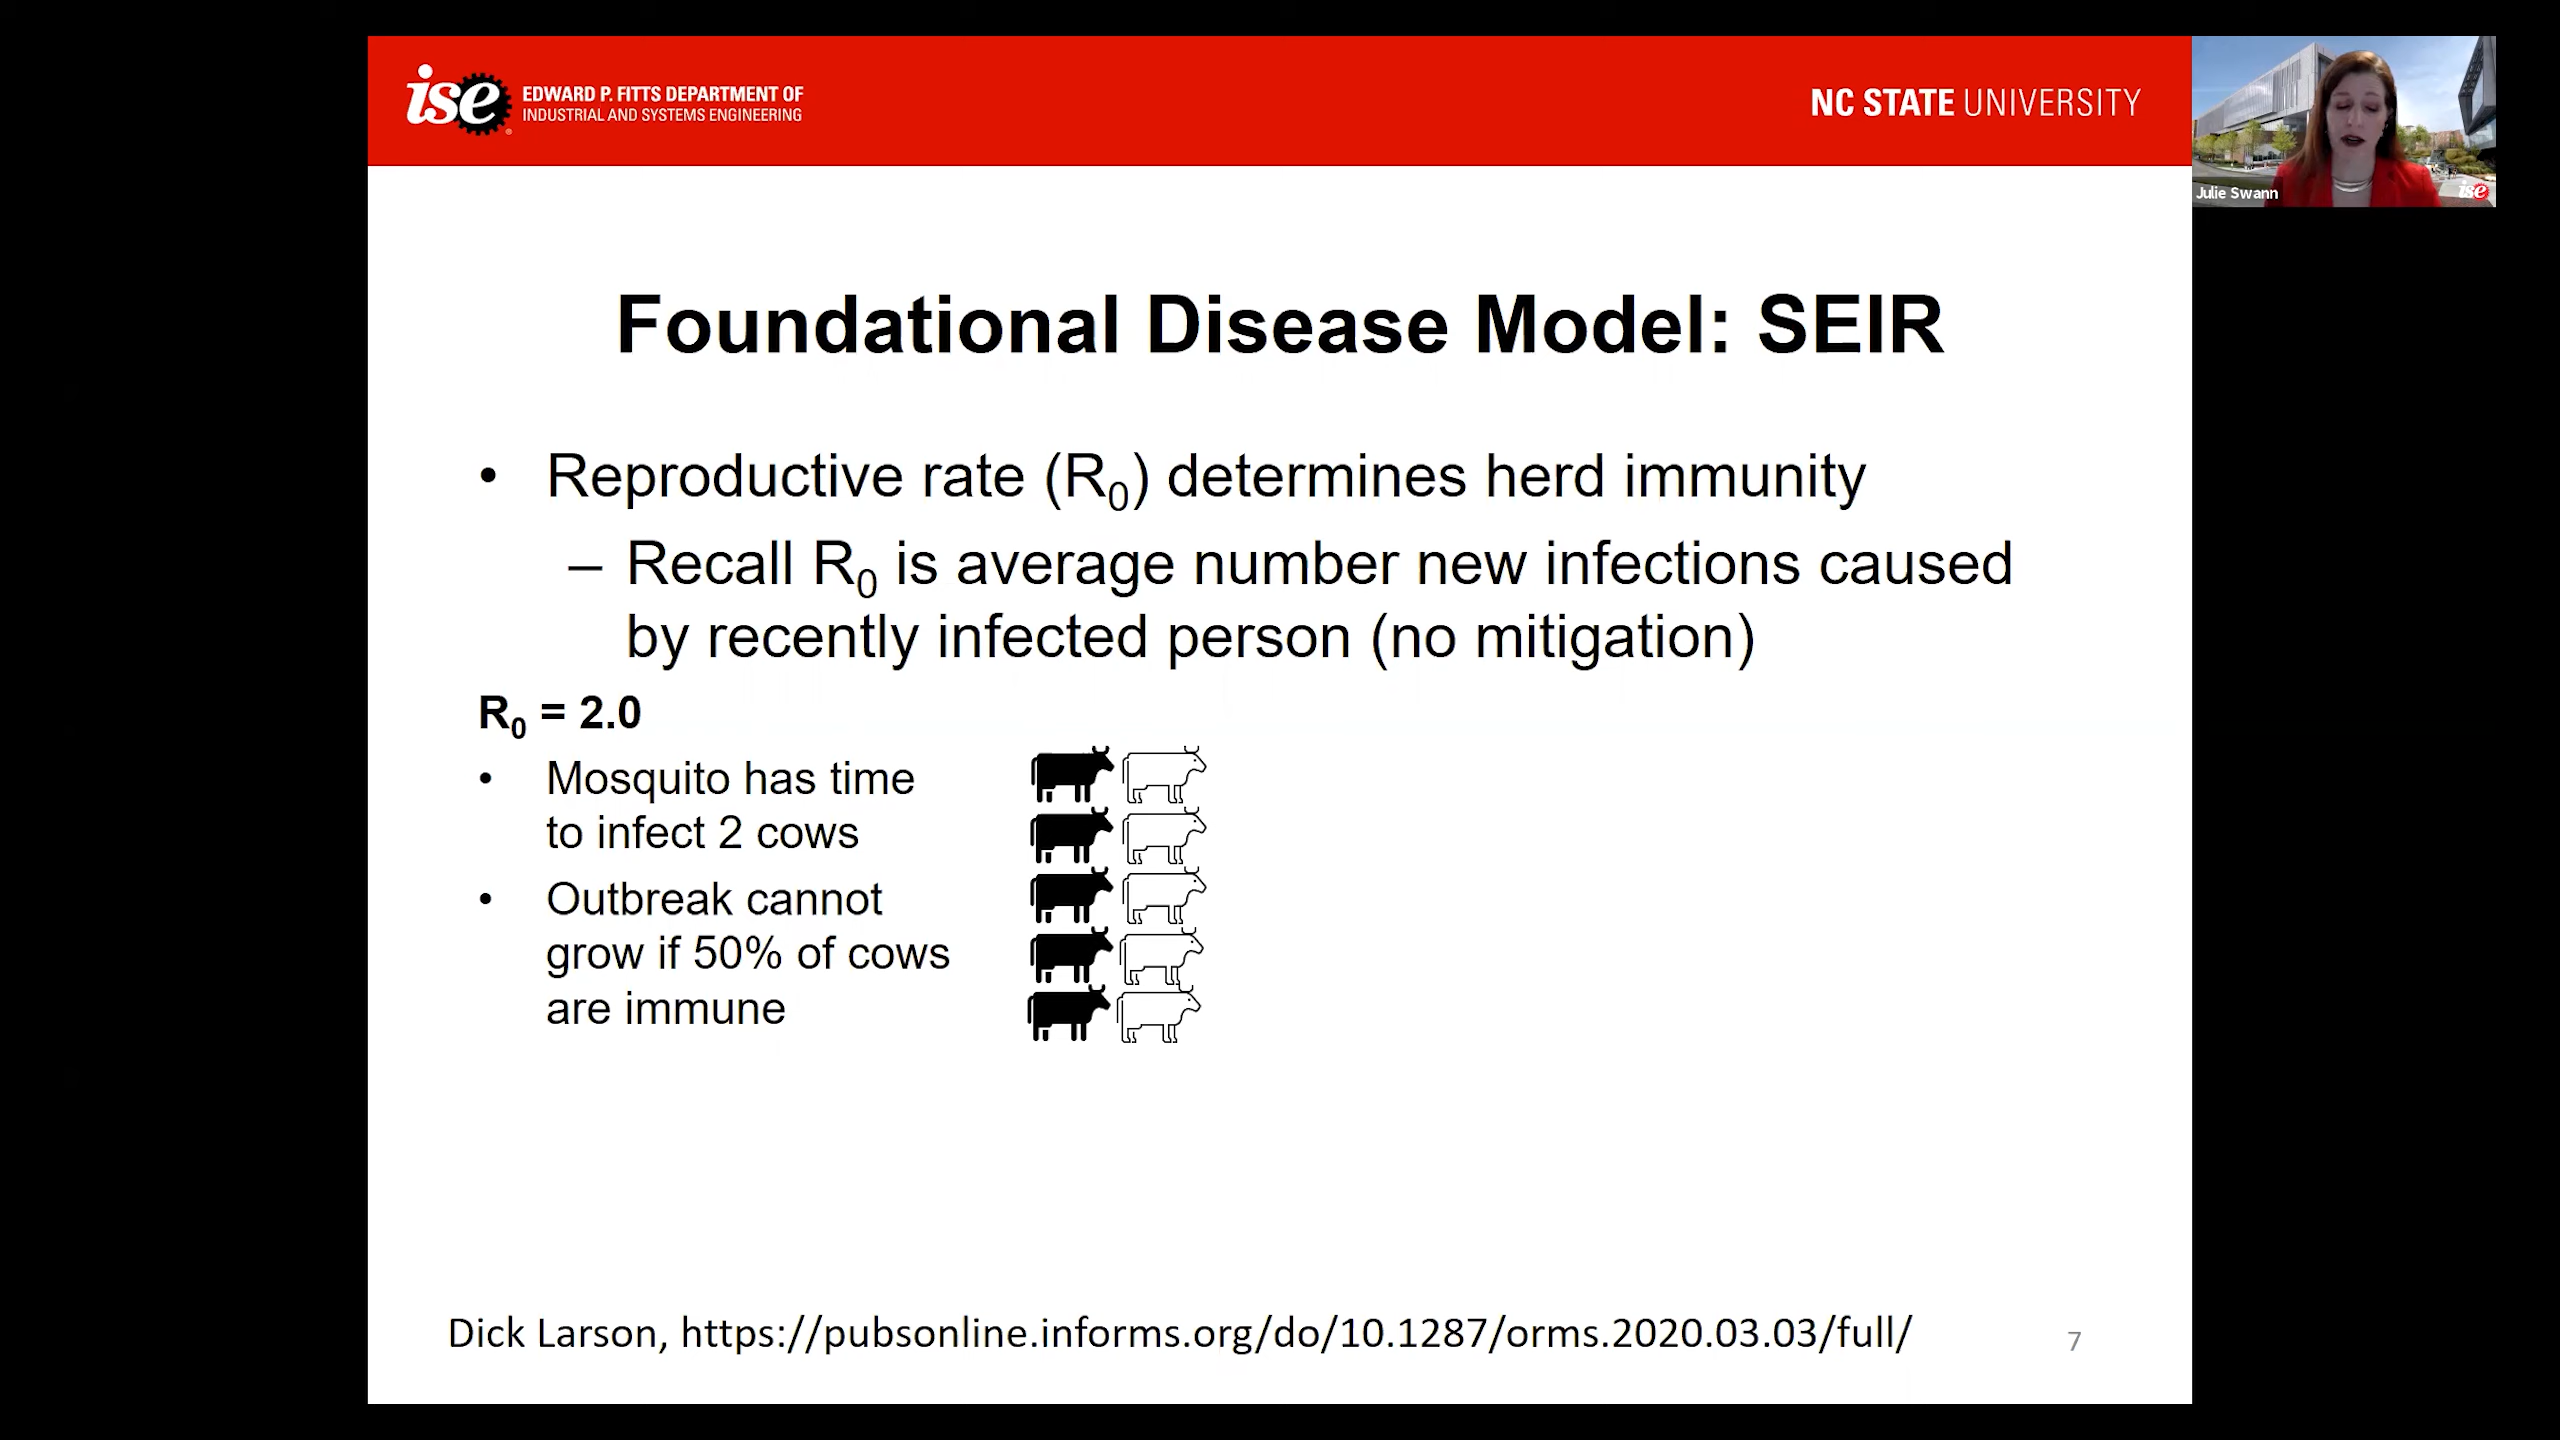 ise EDWARD P. FITTS DEPARTMENT OF
INDUSTRIAL AND SYSTEMS ENGINEERING
NC STATE UNIVERSITY
Julie Swann
ise
Foundational Disease Model: SEIR
• Reproductive rate (R₀) determines herd immunity
– Recall R₀ is average number new infections caused
by recently infected person (no mitigation)
R₀ = 2.0
• Mosquito has time
to infect 2 cows
• Outbreak cannot
grow if 50% of cows
are immune
Dick Larson, https://pubsonline.informs.org/do/10.1287/orms.2020.03.03/full/
7